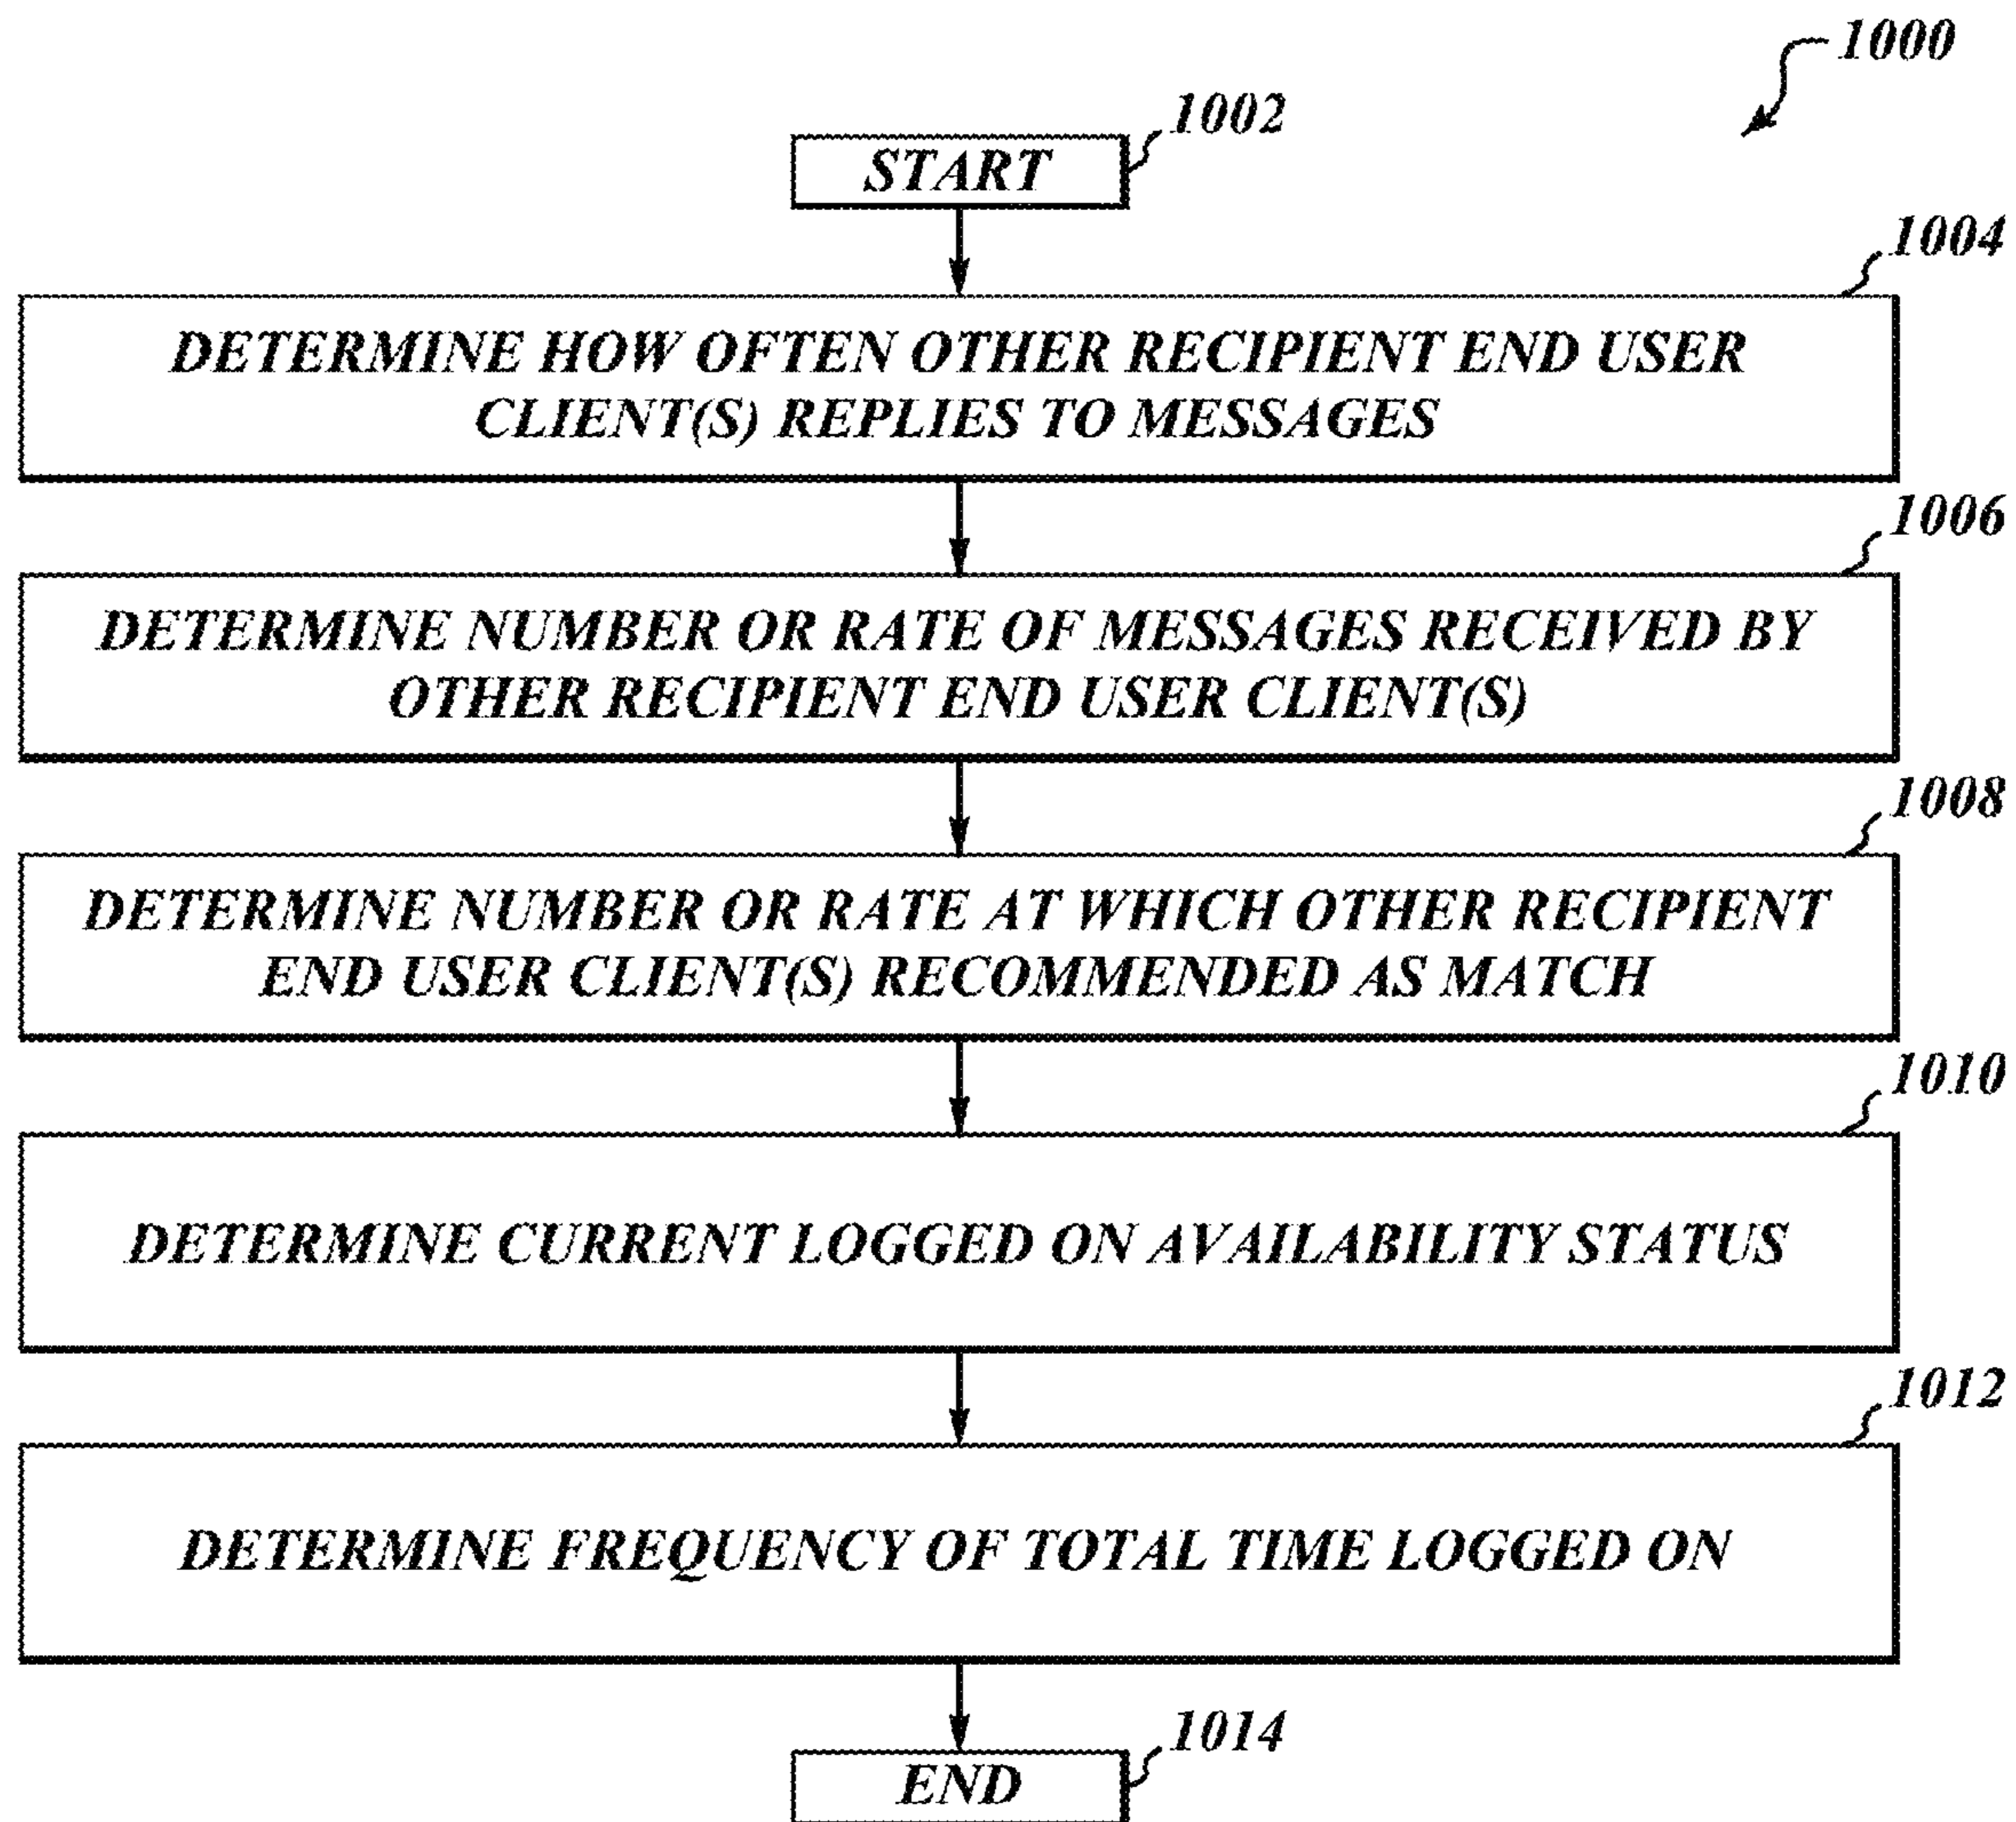 1000
1002
START
1004
DETERMINE HOW OFTEN OTHER RECIPIENT END USER
CLIENT(S) REPLIES TO MESSAGES
1006
DETERMINE NUMBER OR RATE OF MESSAGES RECEIVED BY
OTHER RECIPIENT END USER CLIENT(S)
1008
DETERMINE NUMBER OR RATE AT WHICH OTHER RECIPIENT
END USER CLIENT(S) RECOMMENDED AS MATCH
1010
DETERMINE CURRENT LOGGED ON AVAILABILITY STATUS
1012
DETERMINE FREQUENCY OF TOTAL TIME LOGGED ON
1014
END